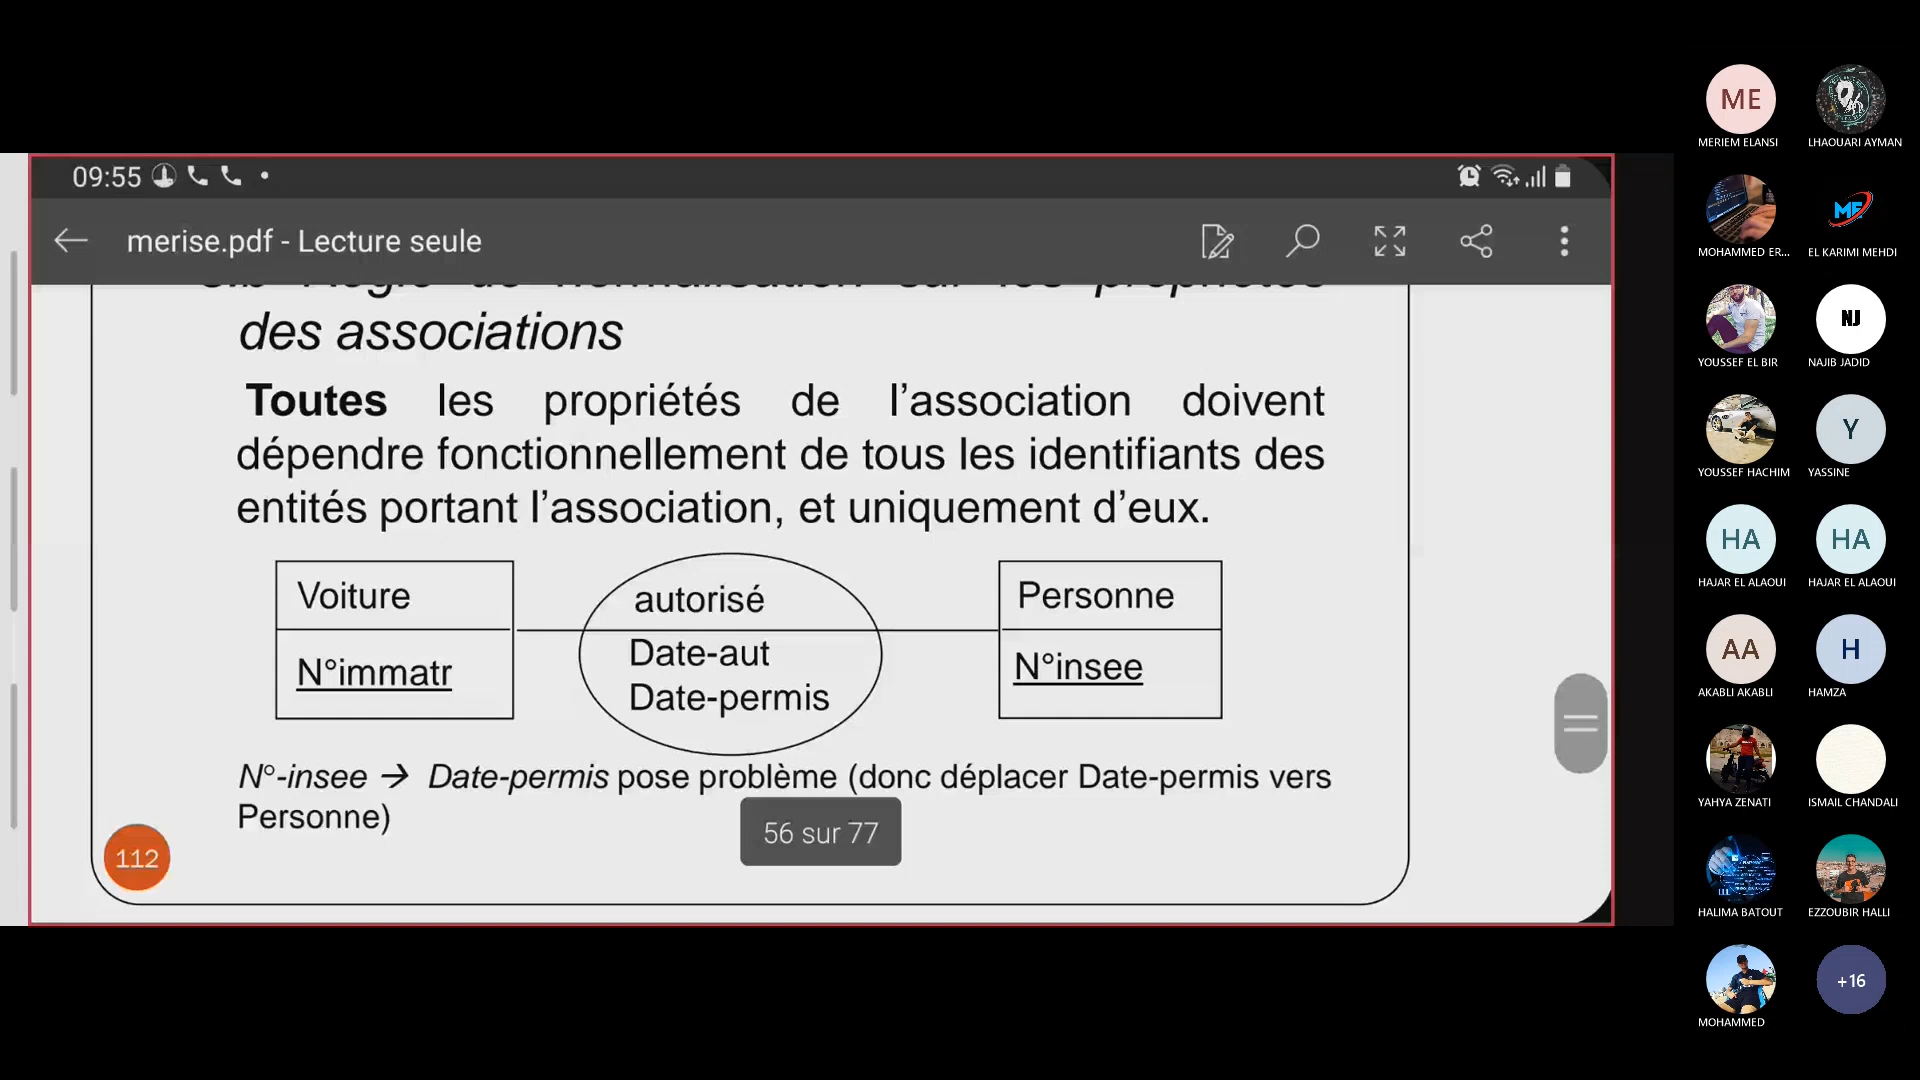 09:55
merise.pdf - Lecture seule
des associations
Toutes les propriétés de l’association doivent
dépendre fonctionnellement de tous les identifiants des
entités portant l’association, et uniquement d’eux.
Voiture
N°immatr
autorisé
Date-aut
Date-permis
Personne
N°insee
N°-insee → Date-permis pose problème (donc déplacer Date-permis vers
Personne)
56 sur 77
112
ME
MERIEM ELANSI
LHAOUARI AYMAN
MOHAMMED ER...
ME
EL KARIMI MEHDI
YOUSSEF EL BIR
NJ
NAJIB JADID
YOUSSEF HACHIM
Y
YASSINE
HA
HAJAR EL ALAOUI
HA
HAJAR EL ALAOUI
AA
AKABLI AKABLI
H
HAMZA
YAHYA ZENATI
ISMAIL CHANDALI
HALIMA BATOUT
EZZOUBIR HALLI
MOHAMMED
+16